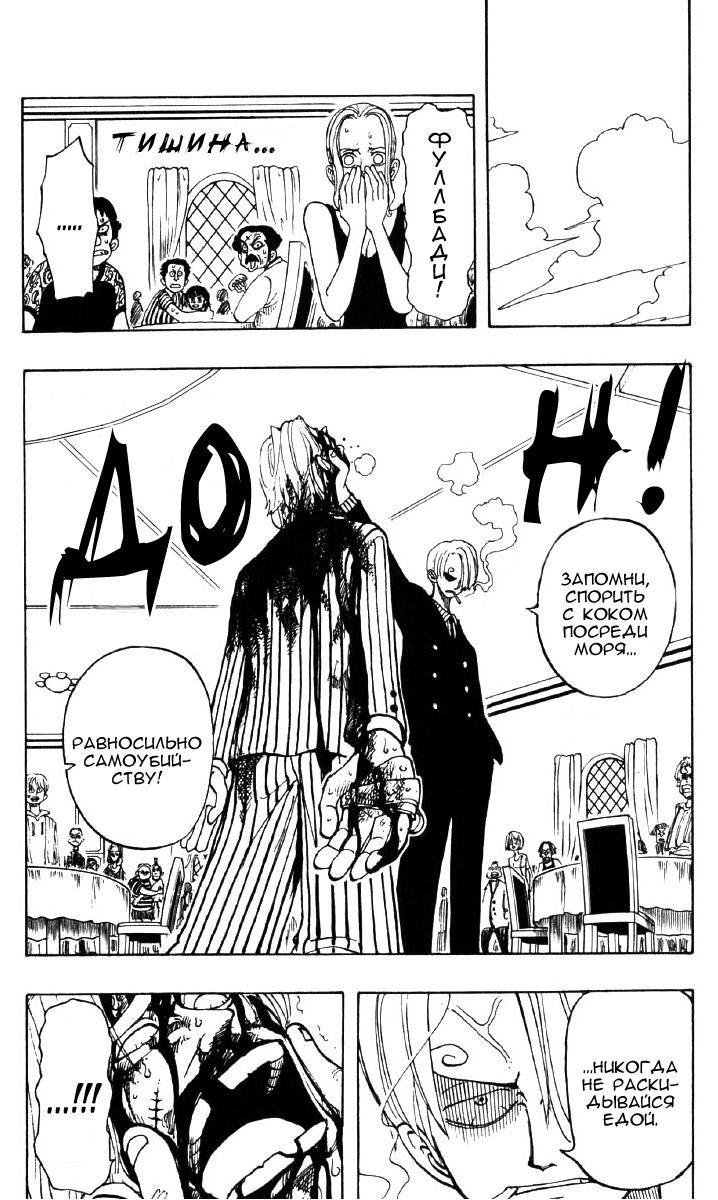 ФУЛЛБАДИ!
ТИШИНА...
.....
ДОН!
ЗАПОМНИ,
СПОРИТЬ
С КОКОМ
ПОСРЕДИ
МОРЯ...
РАВНОСИЛЬНО
САМОУБИЙ-
СТВУ!
...НИКОГДА
НЕ РАСКИ-
ДЫВАЙСЯ
ЕДОЙ.
...!!!